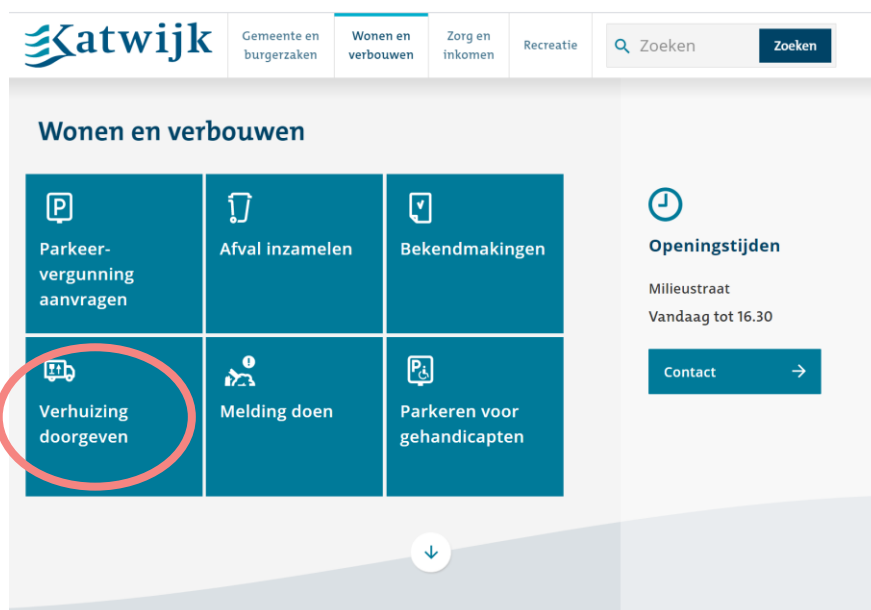 Katwijk
Gemeente en
burgerzaken
Wonen en
verbouwen
Zorg en
inkomen
Recreatie
Zoeken
Zoeken
Wonen en verbouwen
P
Parkeer-
vergunning
aanvragen
Afval inzamelen
Bekendmakingen
Verhuizing
doorgeven
Melding doen
P
Parkeren voor
gehandicapten
Openingstijden
Milieustraat
Vandaag tot 16.30
Contact